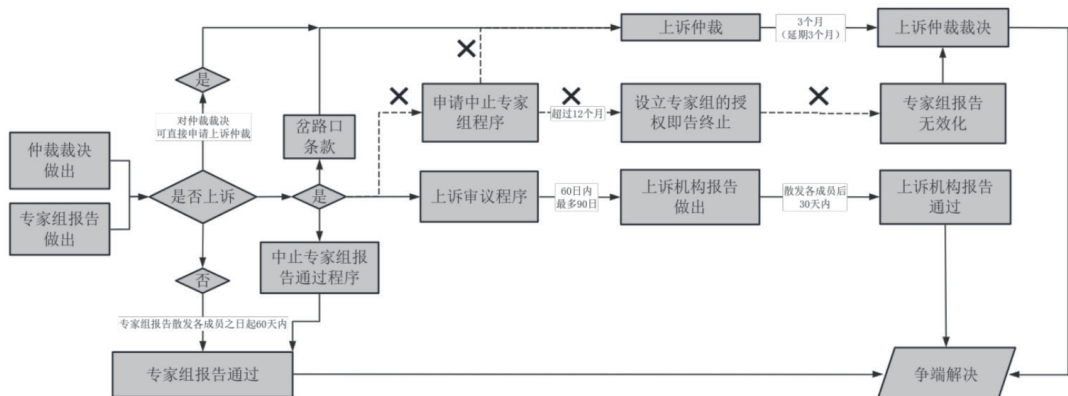 上诉仲裁
3个月
（延期3个月）
上诉仲裁裁决
是
对仲裁裁决
可直接申请上诉仲裁
岔路口
条款
申请中止专家
组程序
超过12个月
设立专家组的授
权即告终止
专家组报告
无效化
仲裁裁决
做出
专家组报告
做出
是否上诉
是
上诉审议程序
60日内
最多90日
上诉机构报告
做出
散发各成员后
30天内
上诉机构报告
通过
否
中止专家组报
告通过程序
专家组报告散发各成员之日起60天内
专家组报告通过
争端解决